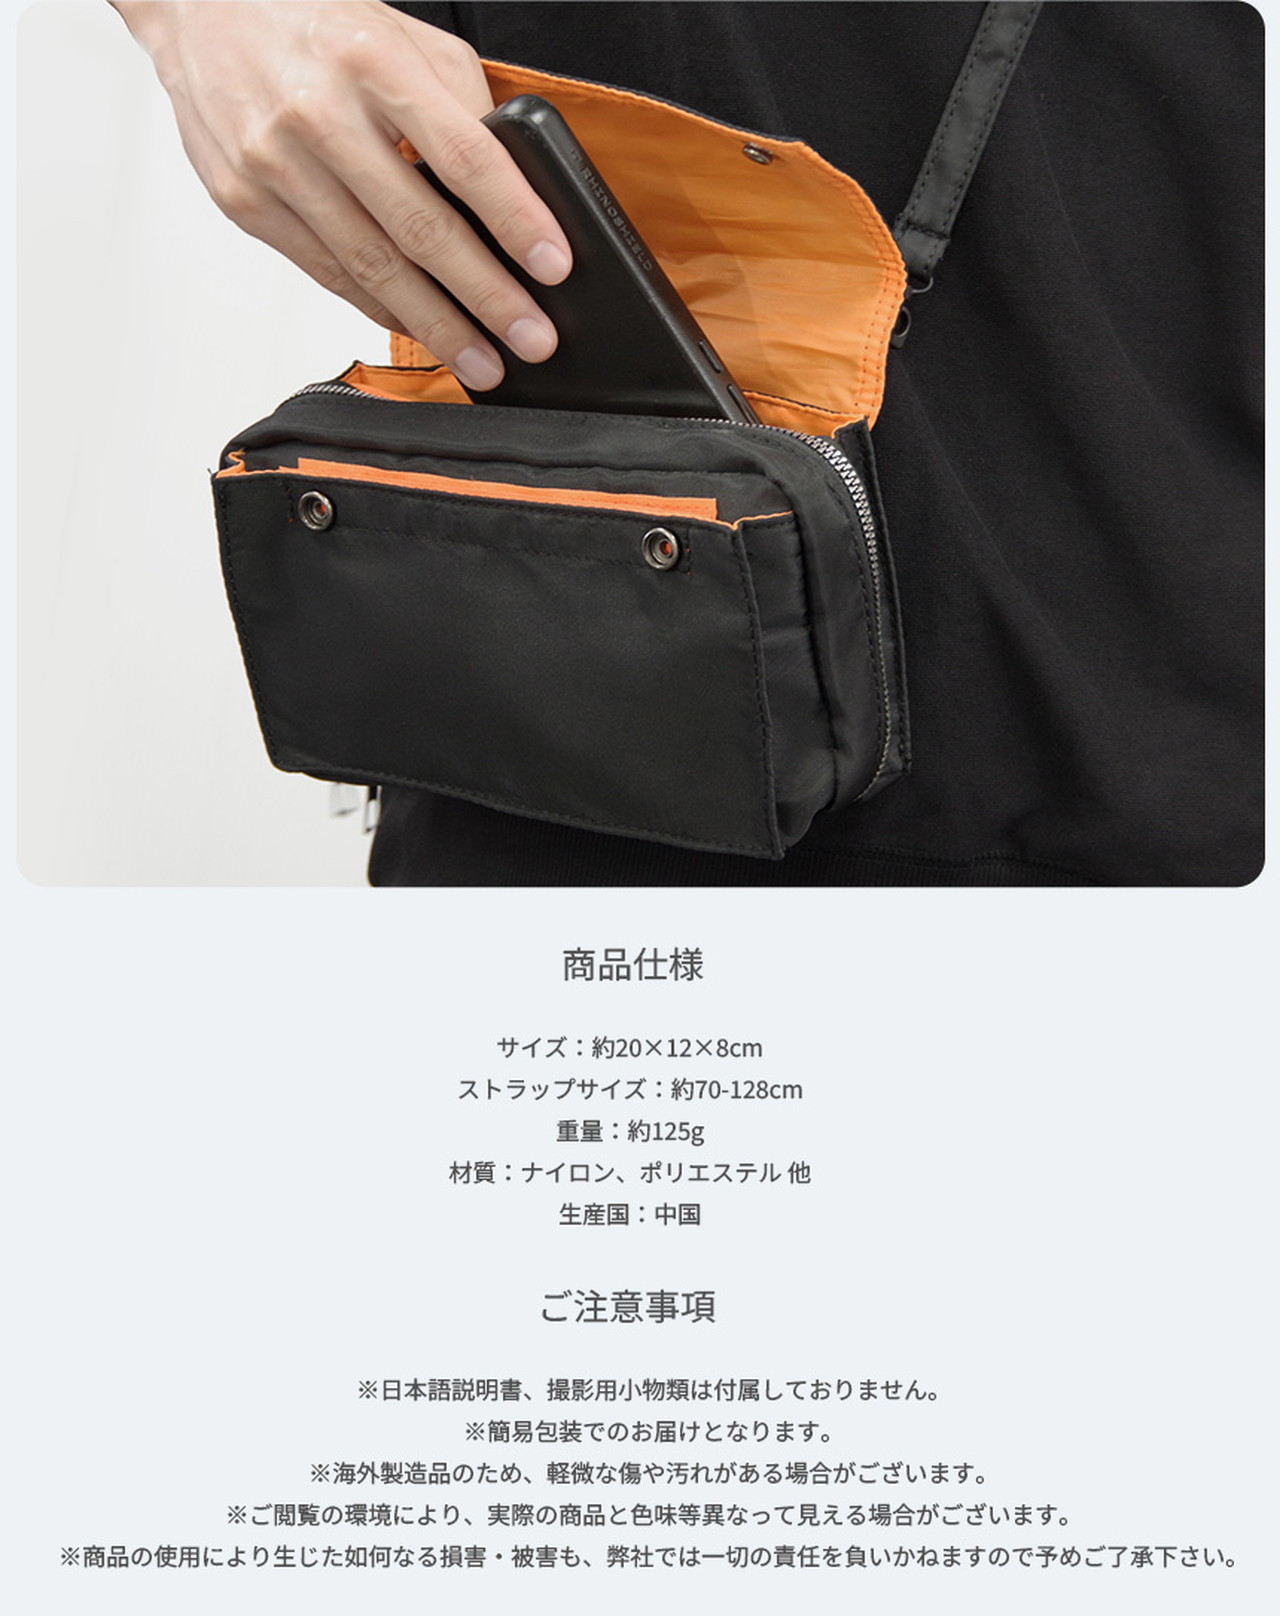 RHINOSHIELD
商品仕様
サイズ：約20×12×8cm
ストラップサイズ：約70-128cm
重量：約125g
材質：ナイロン、ポリエステル 他
生産国：中国
ご注意事項
※日本語説明書、撮影用小物類は付属しておりません。
※簡易包装でのお届けとなります。
※海外製造品のため、軽微な傷や汚れがある場合がございます。
※ご閲覧の環境により、実際の商品と色味等異なって見える場合がございます。
※商品の使用により生じた如何なる損害・被害も、弊社では一切の責任を負いかねますので予めご了承下さい。